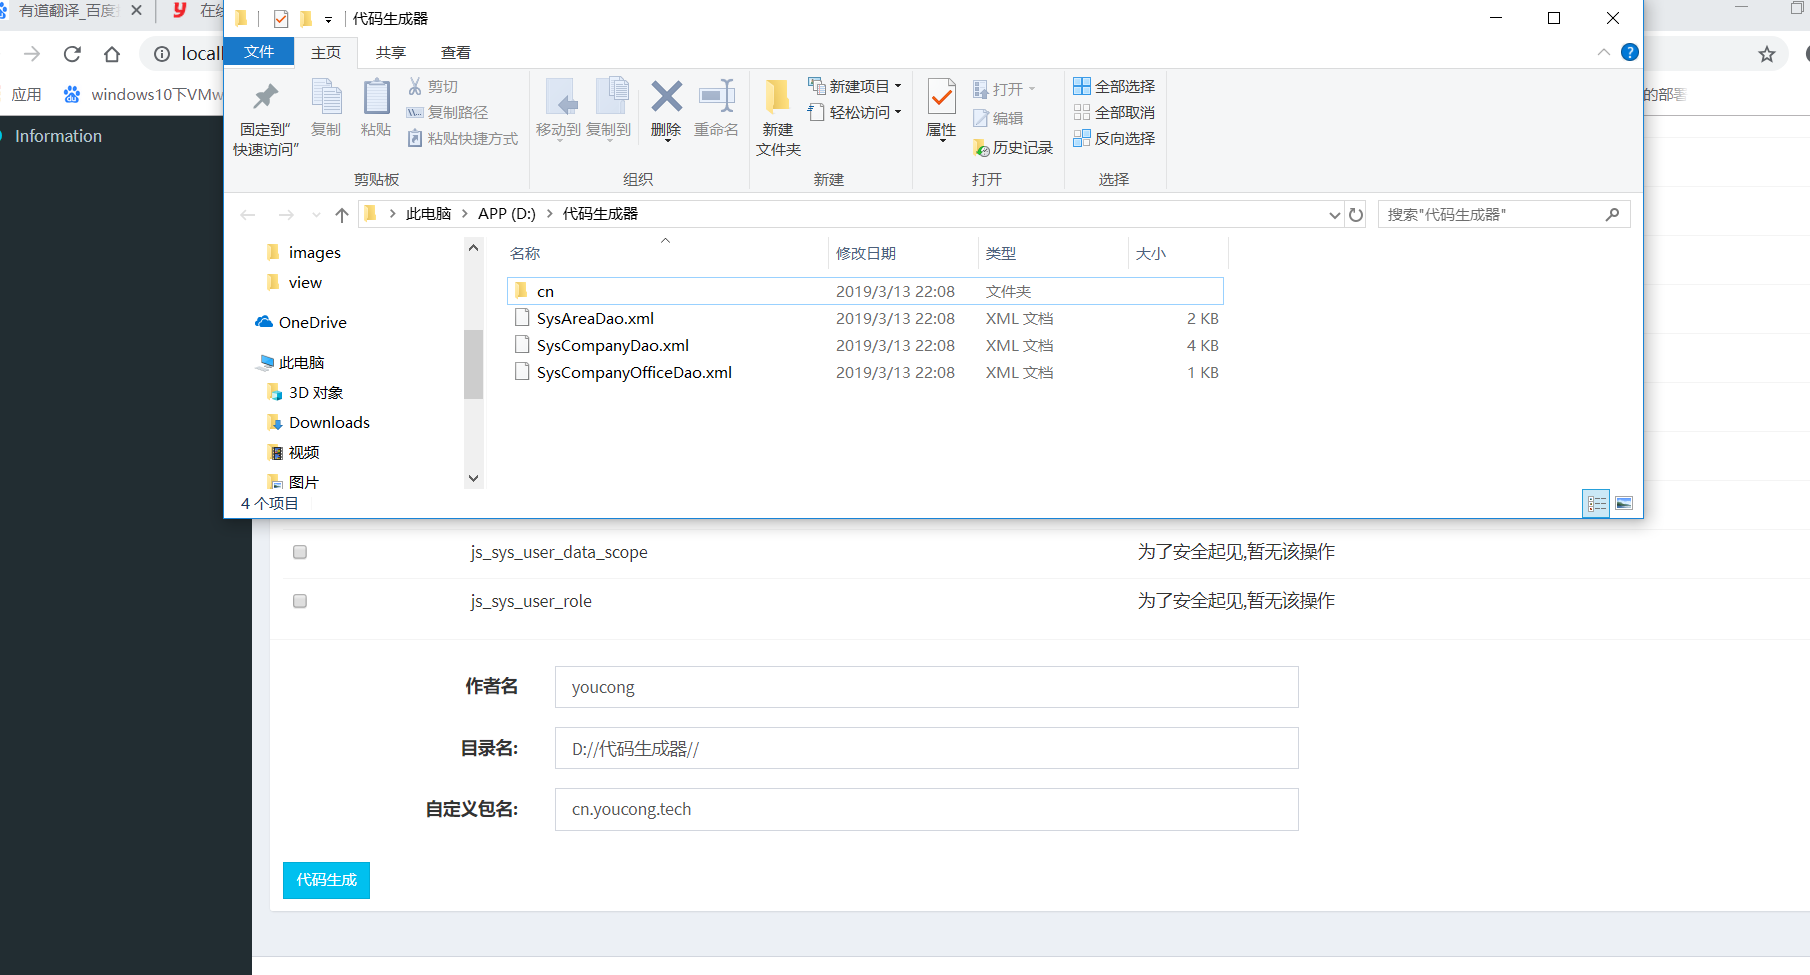 有道翻译_百度
在线
代码生成器
文件 主页 共享 查看
locall
应用 windows10下VMw
的部署
固定到"快速访问"
复制 粘贴
剪切
复制路径
粘贴快捷方式
剪贴板
移动到 复制到 删除 重命名
组织
新建文件夹
新建项目
轻松访问
新建
属性
打开
编辑
历史记录
打开
全部选择
全部取消
反向选择
选择
Information
此电脑 APP (D:) 代码生成器
搜索"代码生成器"
images
view
OneDrive
此电脑
3D 对象
Downloads
视频
图片
名称 修改日期 类型 大小
cn 2019/3/13 22:08 文件夹
SysAreaDao.xml 2019/3/13 22:08 XML 文档 2 KB
SysCompanyDao.xml 2019/3/13 22:08 XML 文档 4 KB
SysCompanyOfficeDao.xml 2019/3/13 22:08 XML 文档 1 KB
4 个项目
js_sys_user_data_scope 为了安全起见,暂无该操作
js_sys_user_role 为了安全起见,暂无该操作
作者名 youcong
目录名: D://代码生成器//
自定义包名: cn.youcong.tech
代码生成